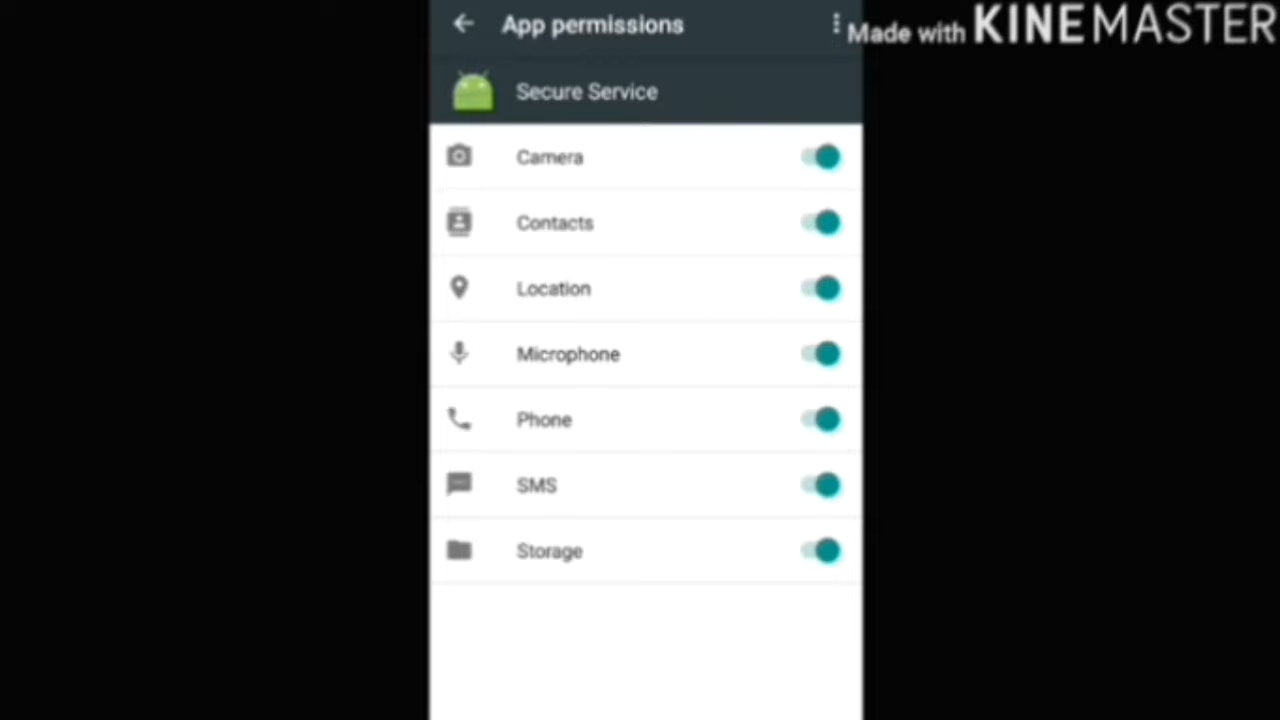 App permissions
Made with KINEMASTER
Secure Service
Camera
Contacts
Location
Microphone
Phone
SMS
Storage